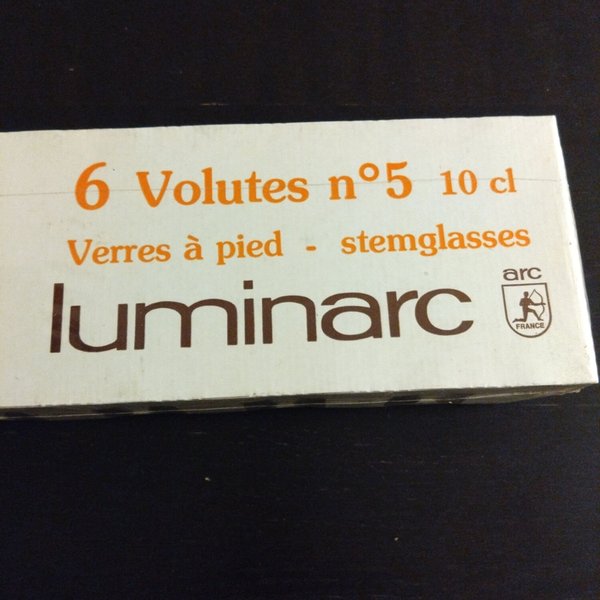 6 Volutes n°5 10 cl
Verres à pied - stemglasses
luminarc
arc
FRANCE